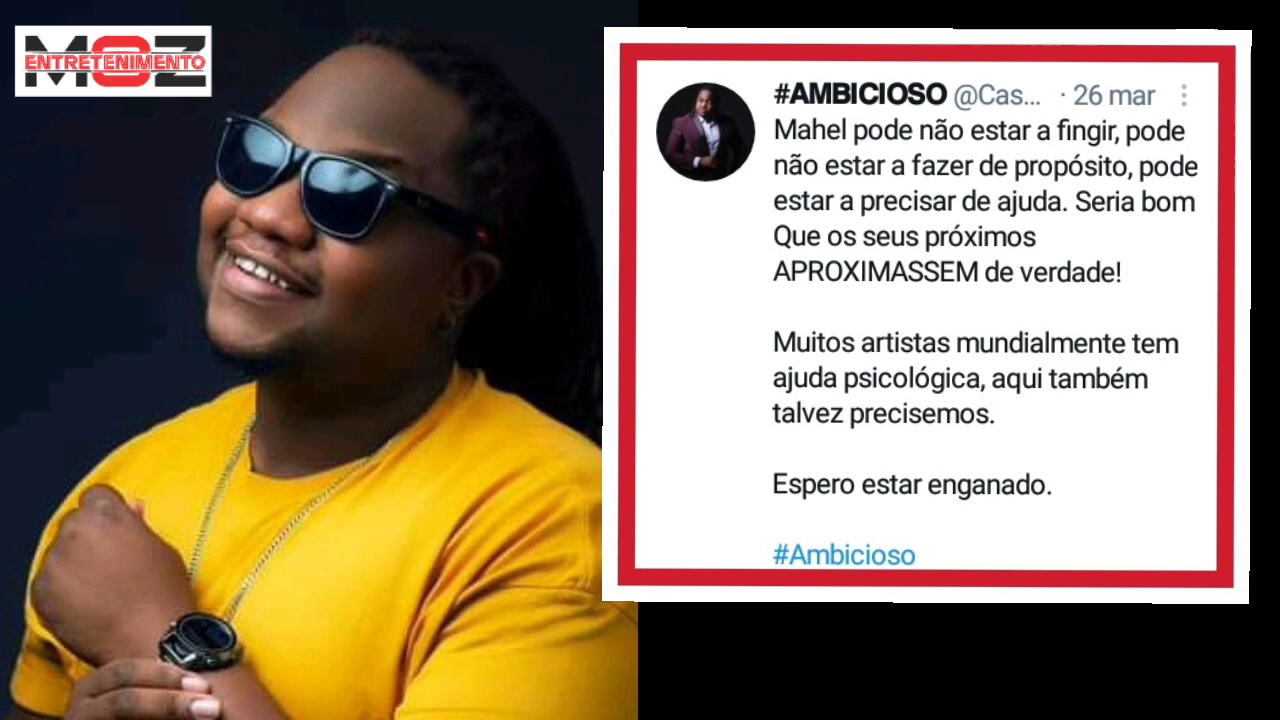 MOZ
ENTRETENIMENTO
#AMBICIOSO @Cas... · 26 mar
Mahel pode não estar a fingir, pode
não estar a fazer de propósito, pode
estar a precisar de ajuda. Seria bom
Que os seus próximos
APROXIMASSEM de verdade!
Muitos artistas mundialmente tem
ajuda psicológica, aqui também
talvez precisemos.
Espero estar enganado.
#Ambicioso